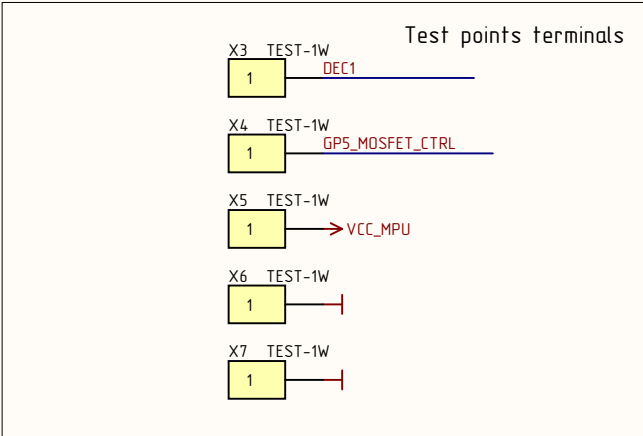 Test points terminals
X3 TEST-1W
1
DEC1
X4 TEST-1W
1
GP5_MOSFET_CTRL
X5 TEST-1W
1
VCC_MPU
X6 TEST-1W
1
X7 TEST-1W
1